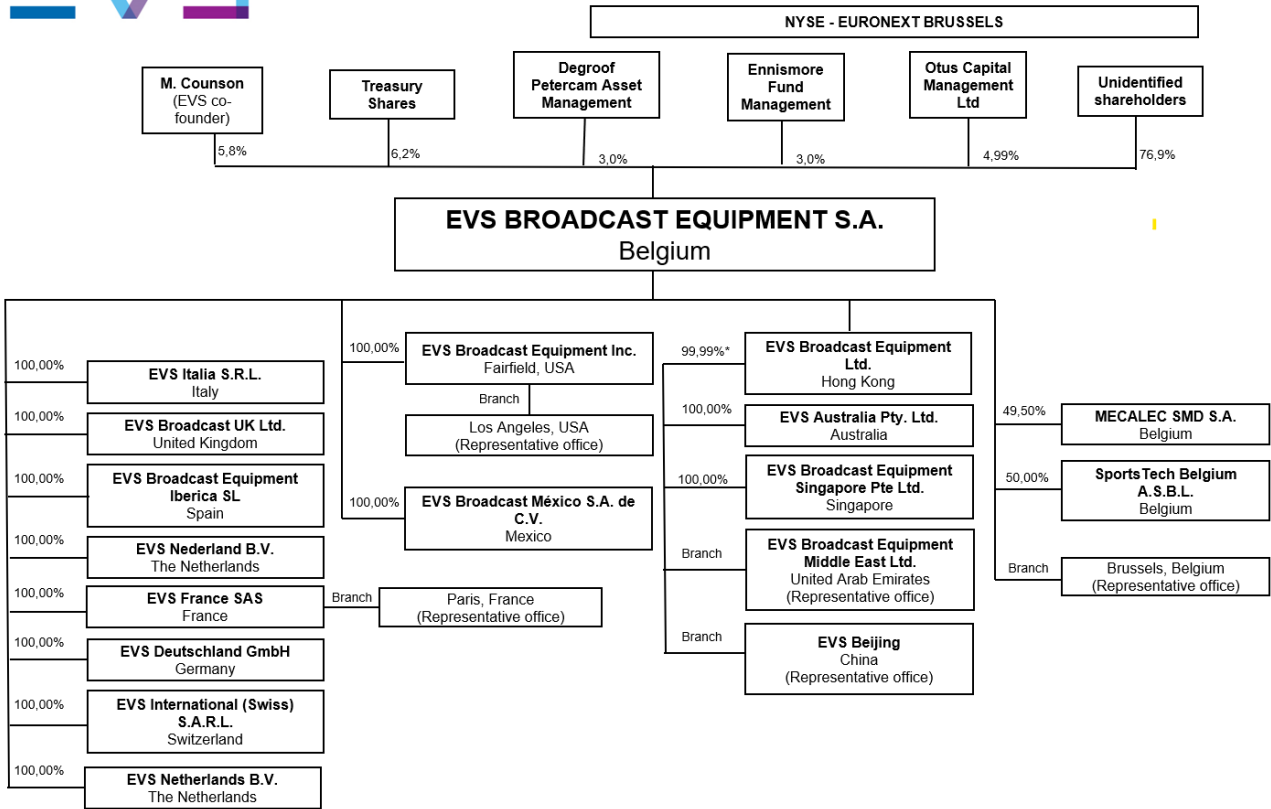 NYSE - EURONEXT BRUSSELS
M. Counson
(EVS co-
founder)
Treasury
Shares
Degroof
Petercam Asset
Management
Ennismore
Fund
Management
Otus Capital
Management
Ltd
Unidentified
shareholders
5,8%
6,2%
3,0%
3,0%
4,99%
76,9%
EVS BROADCAST EQUIPMENT S.A.
Belgium
100,00%
EVS Italia S.R.L.
Italy
100,00%
EVS Broadcast UK Ltd.
United Kingdom
100,00%
EVS Broadcast Equipment
Iberica SL
Spain
100,00%
EVS Nederland B.V.
The Netherlands
100,00%
EVS France SAS
France
Branch
Paris, France
(Representative office)
100,00%
EVS Deutschland GmbH
Germany
100,00%
EVS International (Swiss)
S.A.R.L.
Switzerland
100,00%
EVS Netherlands B.V.
The Netherlands
100,00%
EVS Broadcast Equipment Inc.
Fairfield, USA
Branch
Los Angeles, USA
(Representative office)
100,00%
EVS Broadcast México S.A. de
C.V.
Mexico
99,99%*
EVS Broadcast Equipment
Ltd.
Hong Kong
100,00%
EVS Australia Pty. Ltd.
Australia
100,00%
EVS Broadcast Equipment
Singapore Pte Ltd.
Singapore
Branch
EVS Broadcast Equipment
Middle East Ltd.
United Arab Emirates
(Representative office)
Branch
EVS Beijing
China
(Representative office)
49,50%
MECALEC SMD S.A.
Belgium
50,00%
SportsTech Belgium
A.S.B.L.
Belgium
Branch
Brussels, Belgium
(Representative office)